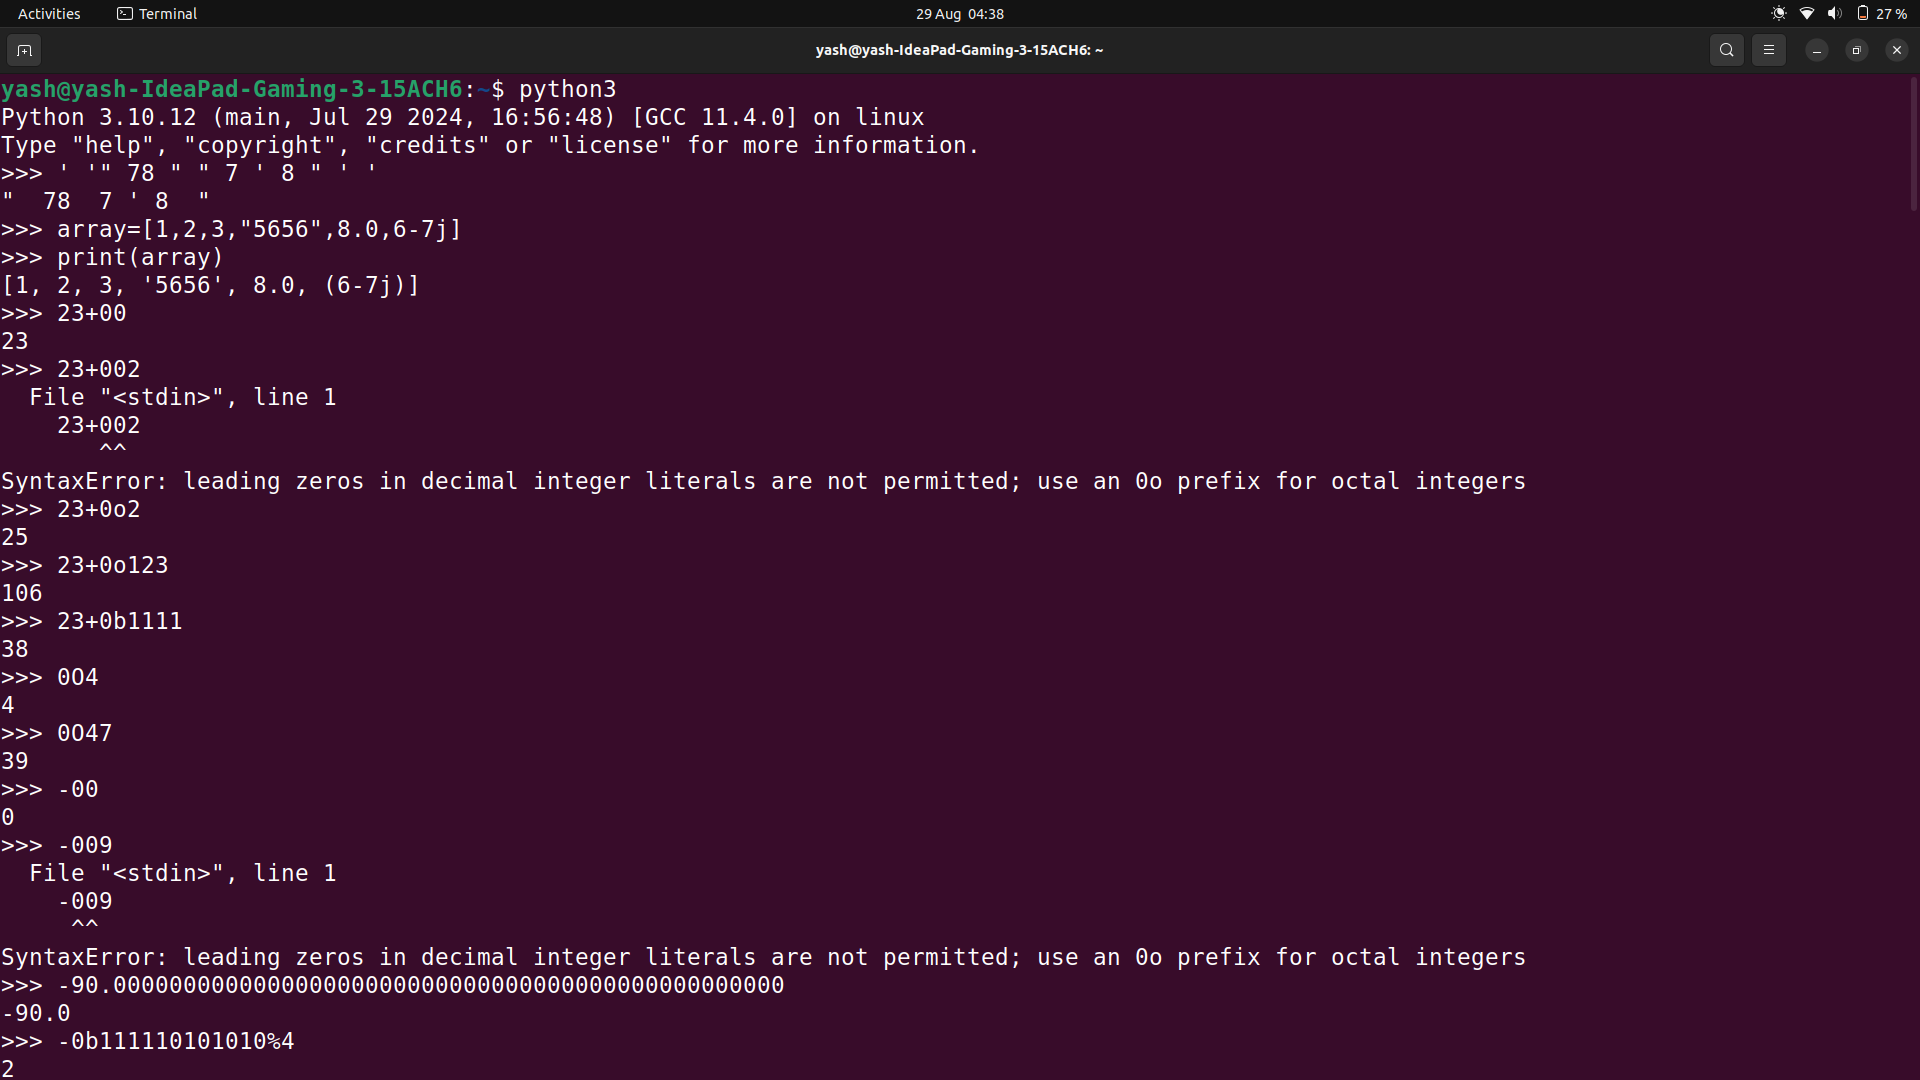 Activities Terminal 29 Aug 04:38 27 %
yash@yash-IdeaPad-Gaming-3-15ACH6: ~
yash@yash-IdeaPad-Gaming-3-15ACH6:~$ python3
Python 3.10.12 (main, Jul 29 2024, 16:56:48) [GCC 11.4.0] on linux
Type "help", "copyright", "credits" or "license" for more information.
>>> ' '" 78 " " 7 ' 8 " ' '
"  78  7 ' 8  "
>>> array=[1,2,3,"5656",8.0,6-7j]
>>> print(array)
[1, 2, 3, '5656', 8.0, (6-7j)]
>>> 23+00
23
>>> 23+002
  File "<stdin>", line 1
    23+002
       ^^
SyntaxError: leading zeros in decimal integer literals are not permitted; use an 0o prefix for octal integers
>>> 23+0o2
25
>>> 23+0o123
106
>>> 23+0b1111
38
>>> 0O4
4
>>> 0O47
39
>>> -00
0
>>> -009
  File "<stdin>", line 1
    -009
     ^^
SyntaxError: leading zeros in decimal integer literals are not permitted; use an 0o prefix for octal integers
>>> -90.000000000000000000000000000000000000000000000000
-90.0
>>> -0b111110101010%4
2